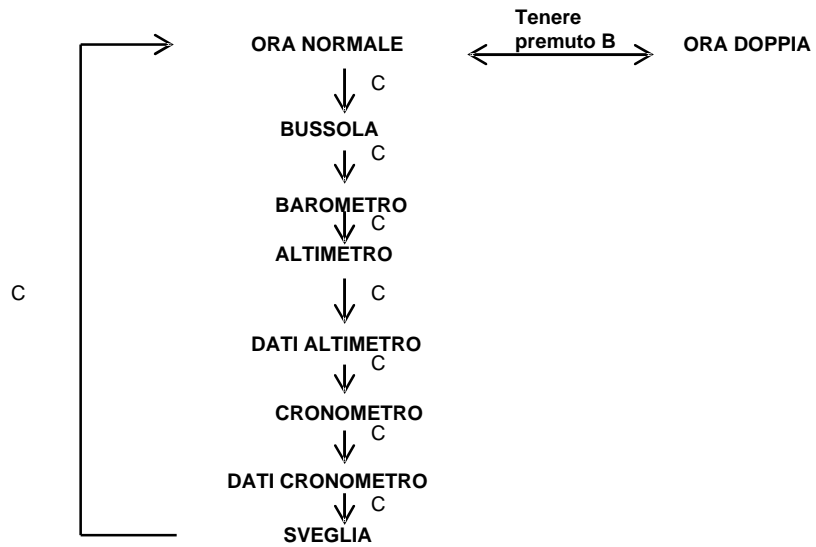 Tenere
premuto B
ORA NORMALE
ORA DOPPIA
C
BUSSOLA
C
BAROMETRO
C
ALTIMETRO
C
C
DATI ALTIMETRO
C
CRONOMETRO
C
DATI CRONOMETRO
C
SVEGLIA